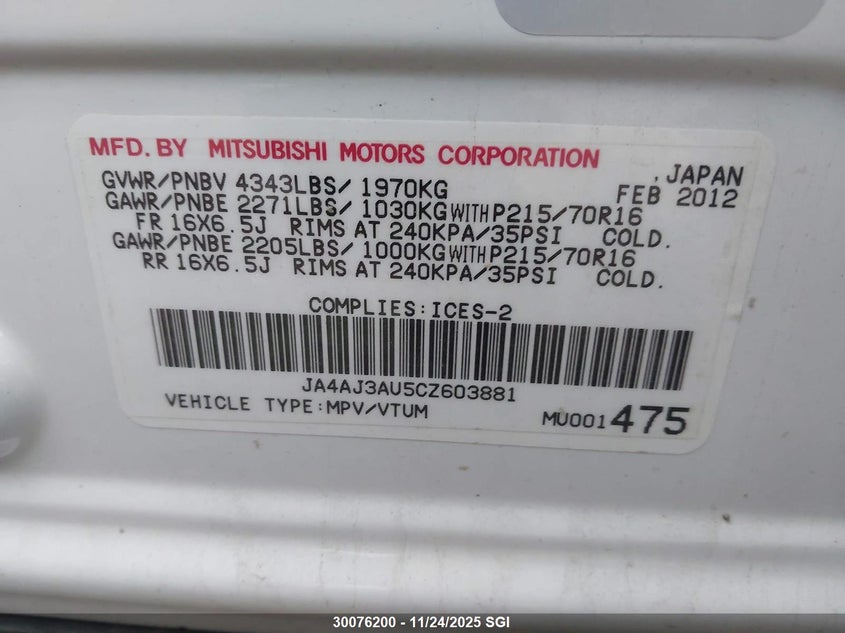 MFD. BY MITSUBISHI MOTORS CORPORATION
, JAPAN
GVWR/PNBV 4343LBS/ 1970KG FEB 2012
GAWR/PNBE 2271LBS/ 1030KG WITH P215/70R16
FR 16X6.5J RIMS AT 240KPA/35PSI COLD.
GAWR/PNBE 2205LBS/ 1000KG WITH P215/70R16
RR 16X6.5J RIMS AT 240KPA/35PSI COLD.
COMPLIES:ICES-2
JA4AJ3AU5CZ603881
VEHICLE TYPE:MPV/VTUM
MU001475
30076200 - 11/24/2025 SGI